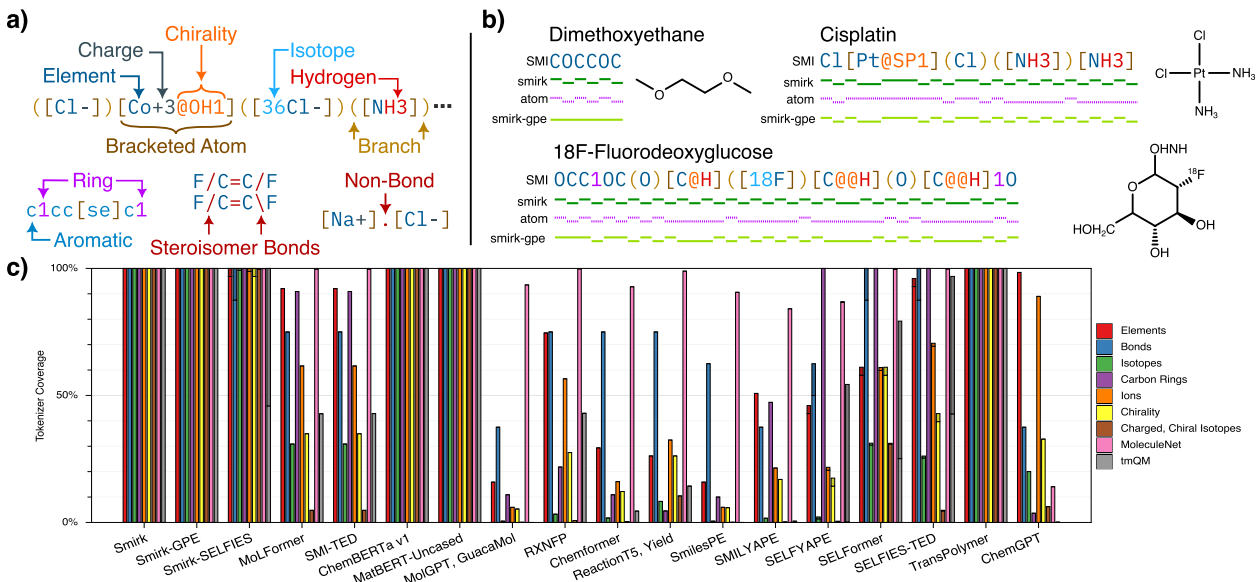 a)
Chirality
Charge
Isotope
Element
Hydrogen
([Cl-])[Co+3@OH1]([36Cl-])([NH3])···
Bracketed Atom
Branch
Ring
F/C=C/F
F/C=C\F
Non-Bond
c1cc[se]c1
[Na+].[Cl-]
Aromatic
Steroisomer Bonds
b)
Dimethoxyethane
SMI COCCOC
smirk
atom
smirk-gpe
O
O
Cisplatin
SMI Cl[Pt@SP1](Cl)([NH3])[NH3]
smirk
atom
smirk-gpe
Cl
Cl
Pt
NH3
NH3
18F-Fluorodeoxyglucose
SMI OCC1OC(O)[C@H]([18F])[C@@H](O)[C@@H]1O
smirk
atom
smirk-gpe
OHNH
18F
O
HOH2C
OH
OH
OH
c)
Tokenizer Coverage
100%
50%
0%
Smirk
Smirk-GPE
Smirk-SELFIES
MoLFormer
SMI-TED
ChemBERTa v1
MatBERT-Uncased
MolGPT, GuacaMol
RXNFP
Chemformer
ReactionT5, Yield
SmilesPE
SMILYAPE
SELFYAPE
SELFormer
SELFIES-TED
TransPolymer
ChemGPT
Elements
Bonds
Isotopes
Carbon Rings
Ions
Chirality
Charged, Chiral Isotopes
MoleculeNet
tmQM